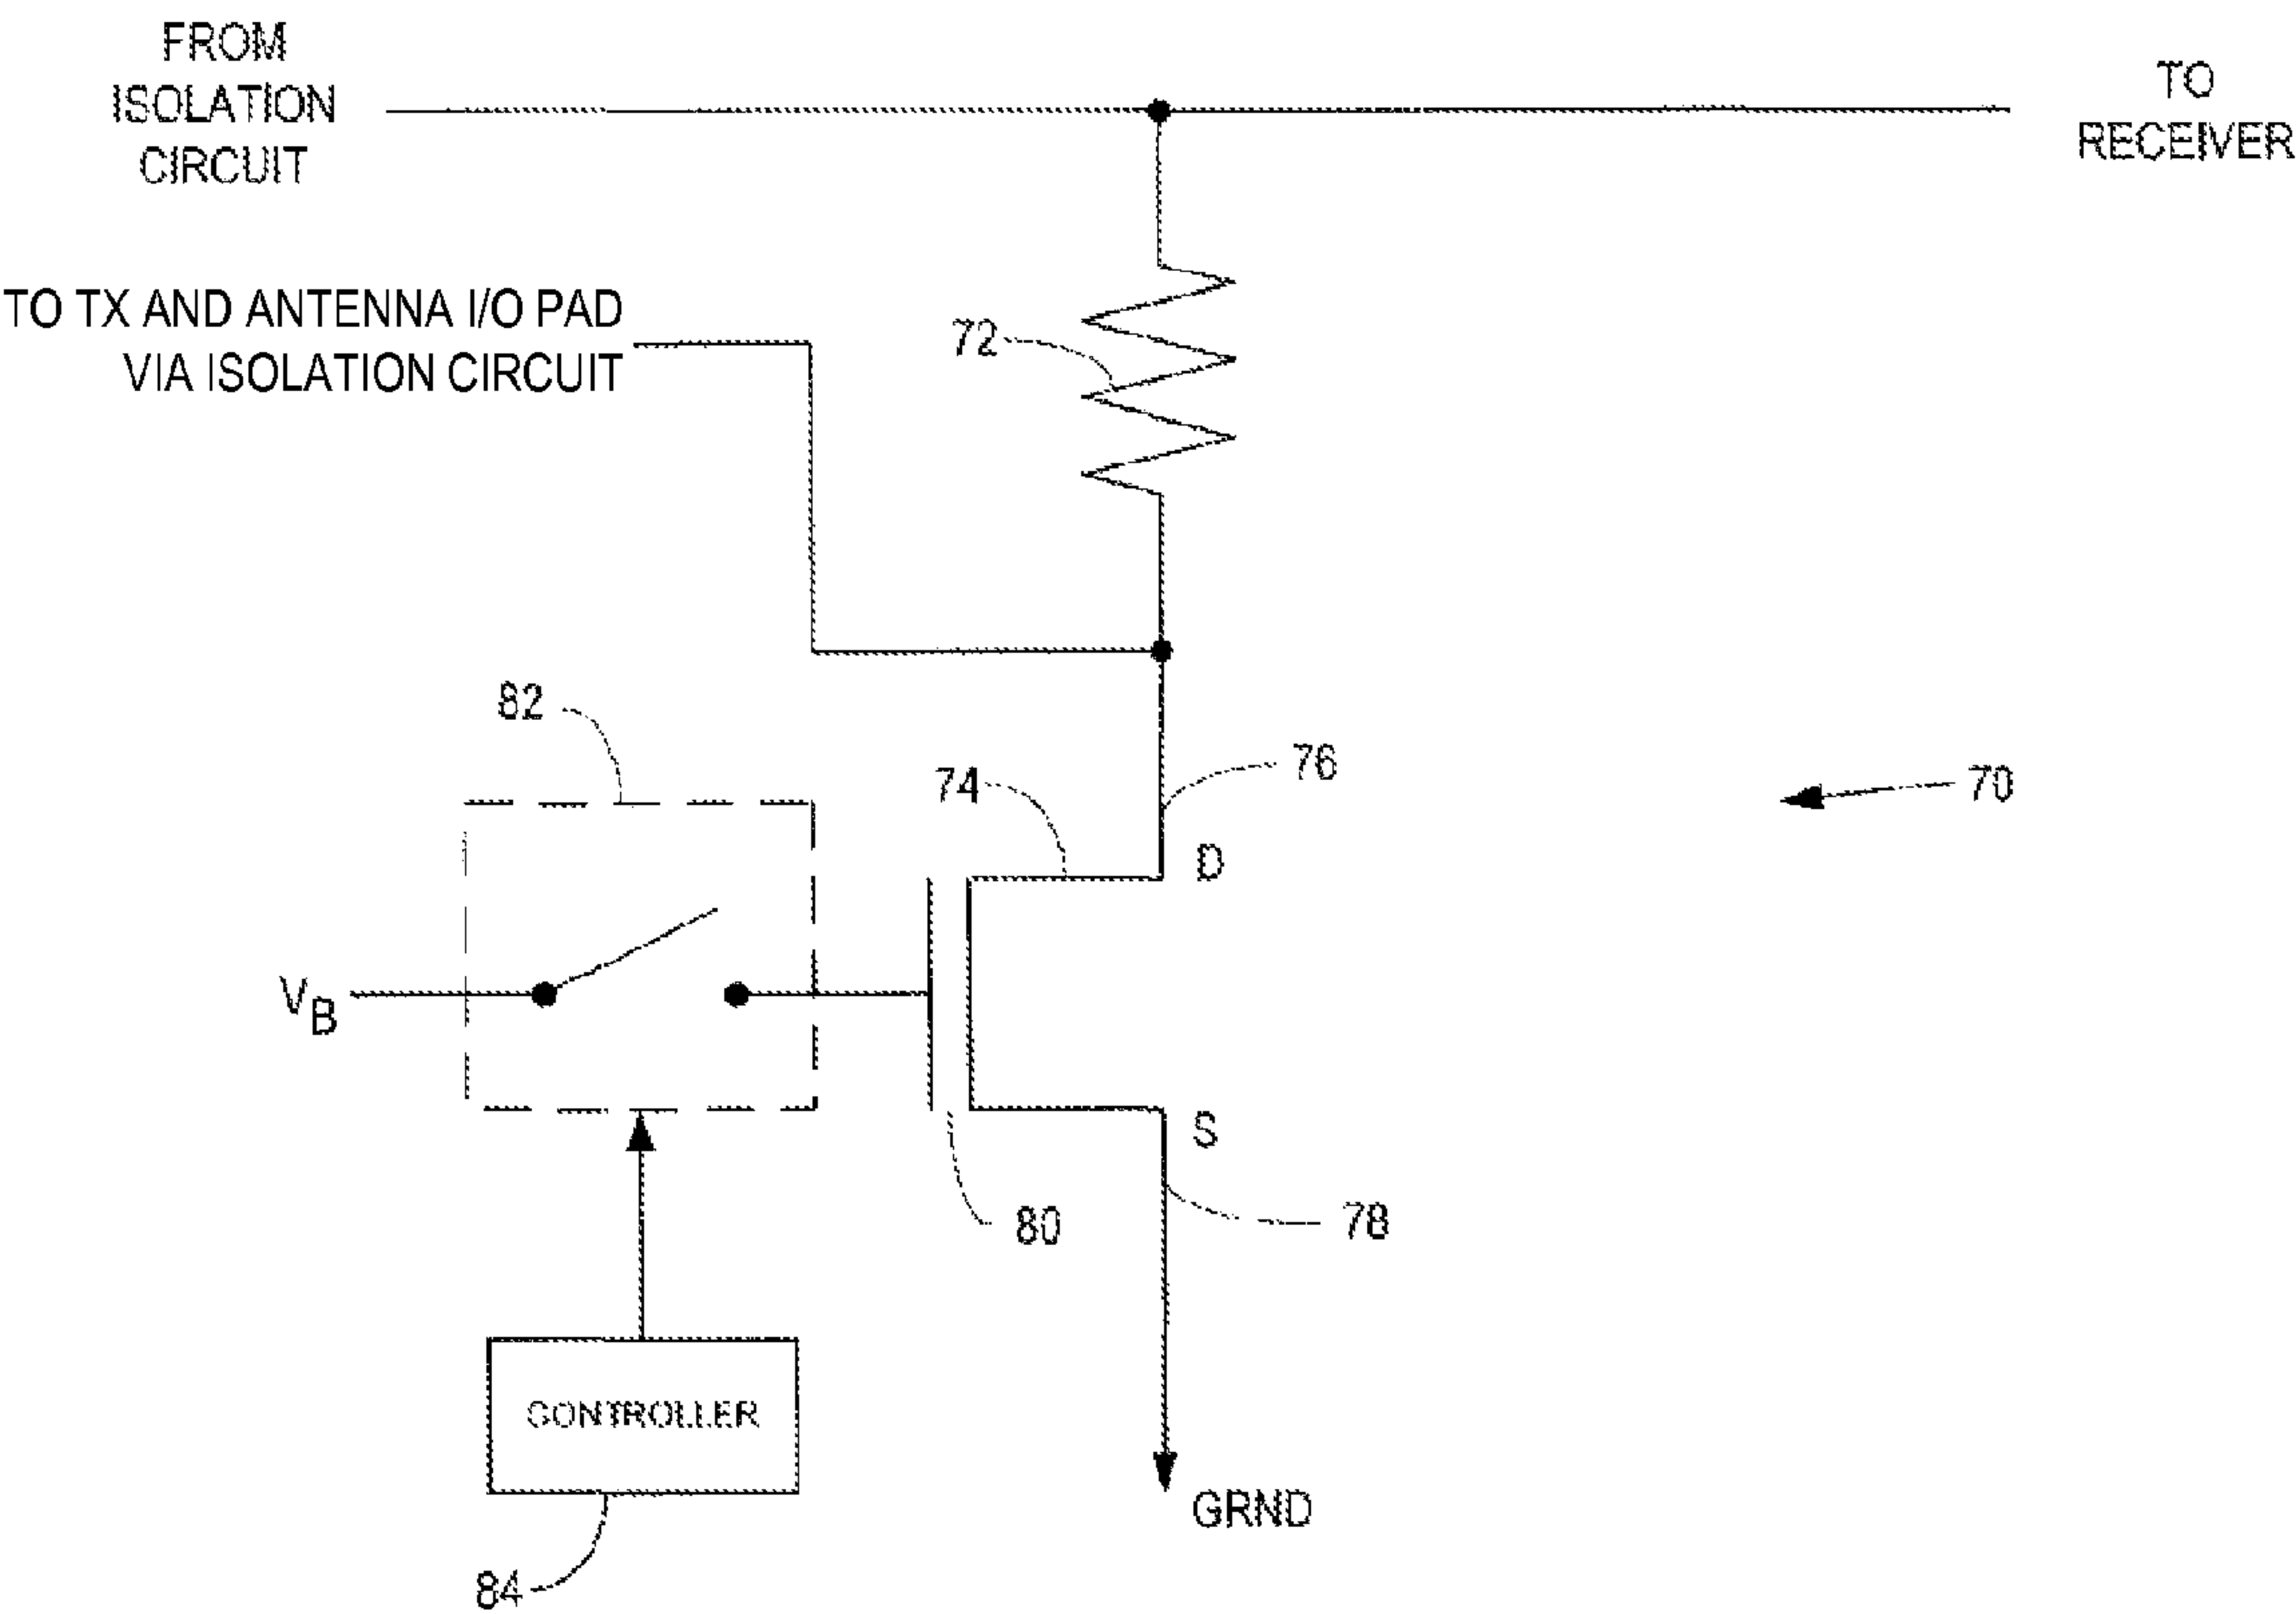 FROM
ISOLATION
CIRCUIT
TO
RECEIVER
TO TX AND ANTENNA I/O PAD
VIA ISOLATION CIRCUIT
72
82
74
76
70
D
VB
S
80
78
CONTROLLER
GRND
84